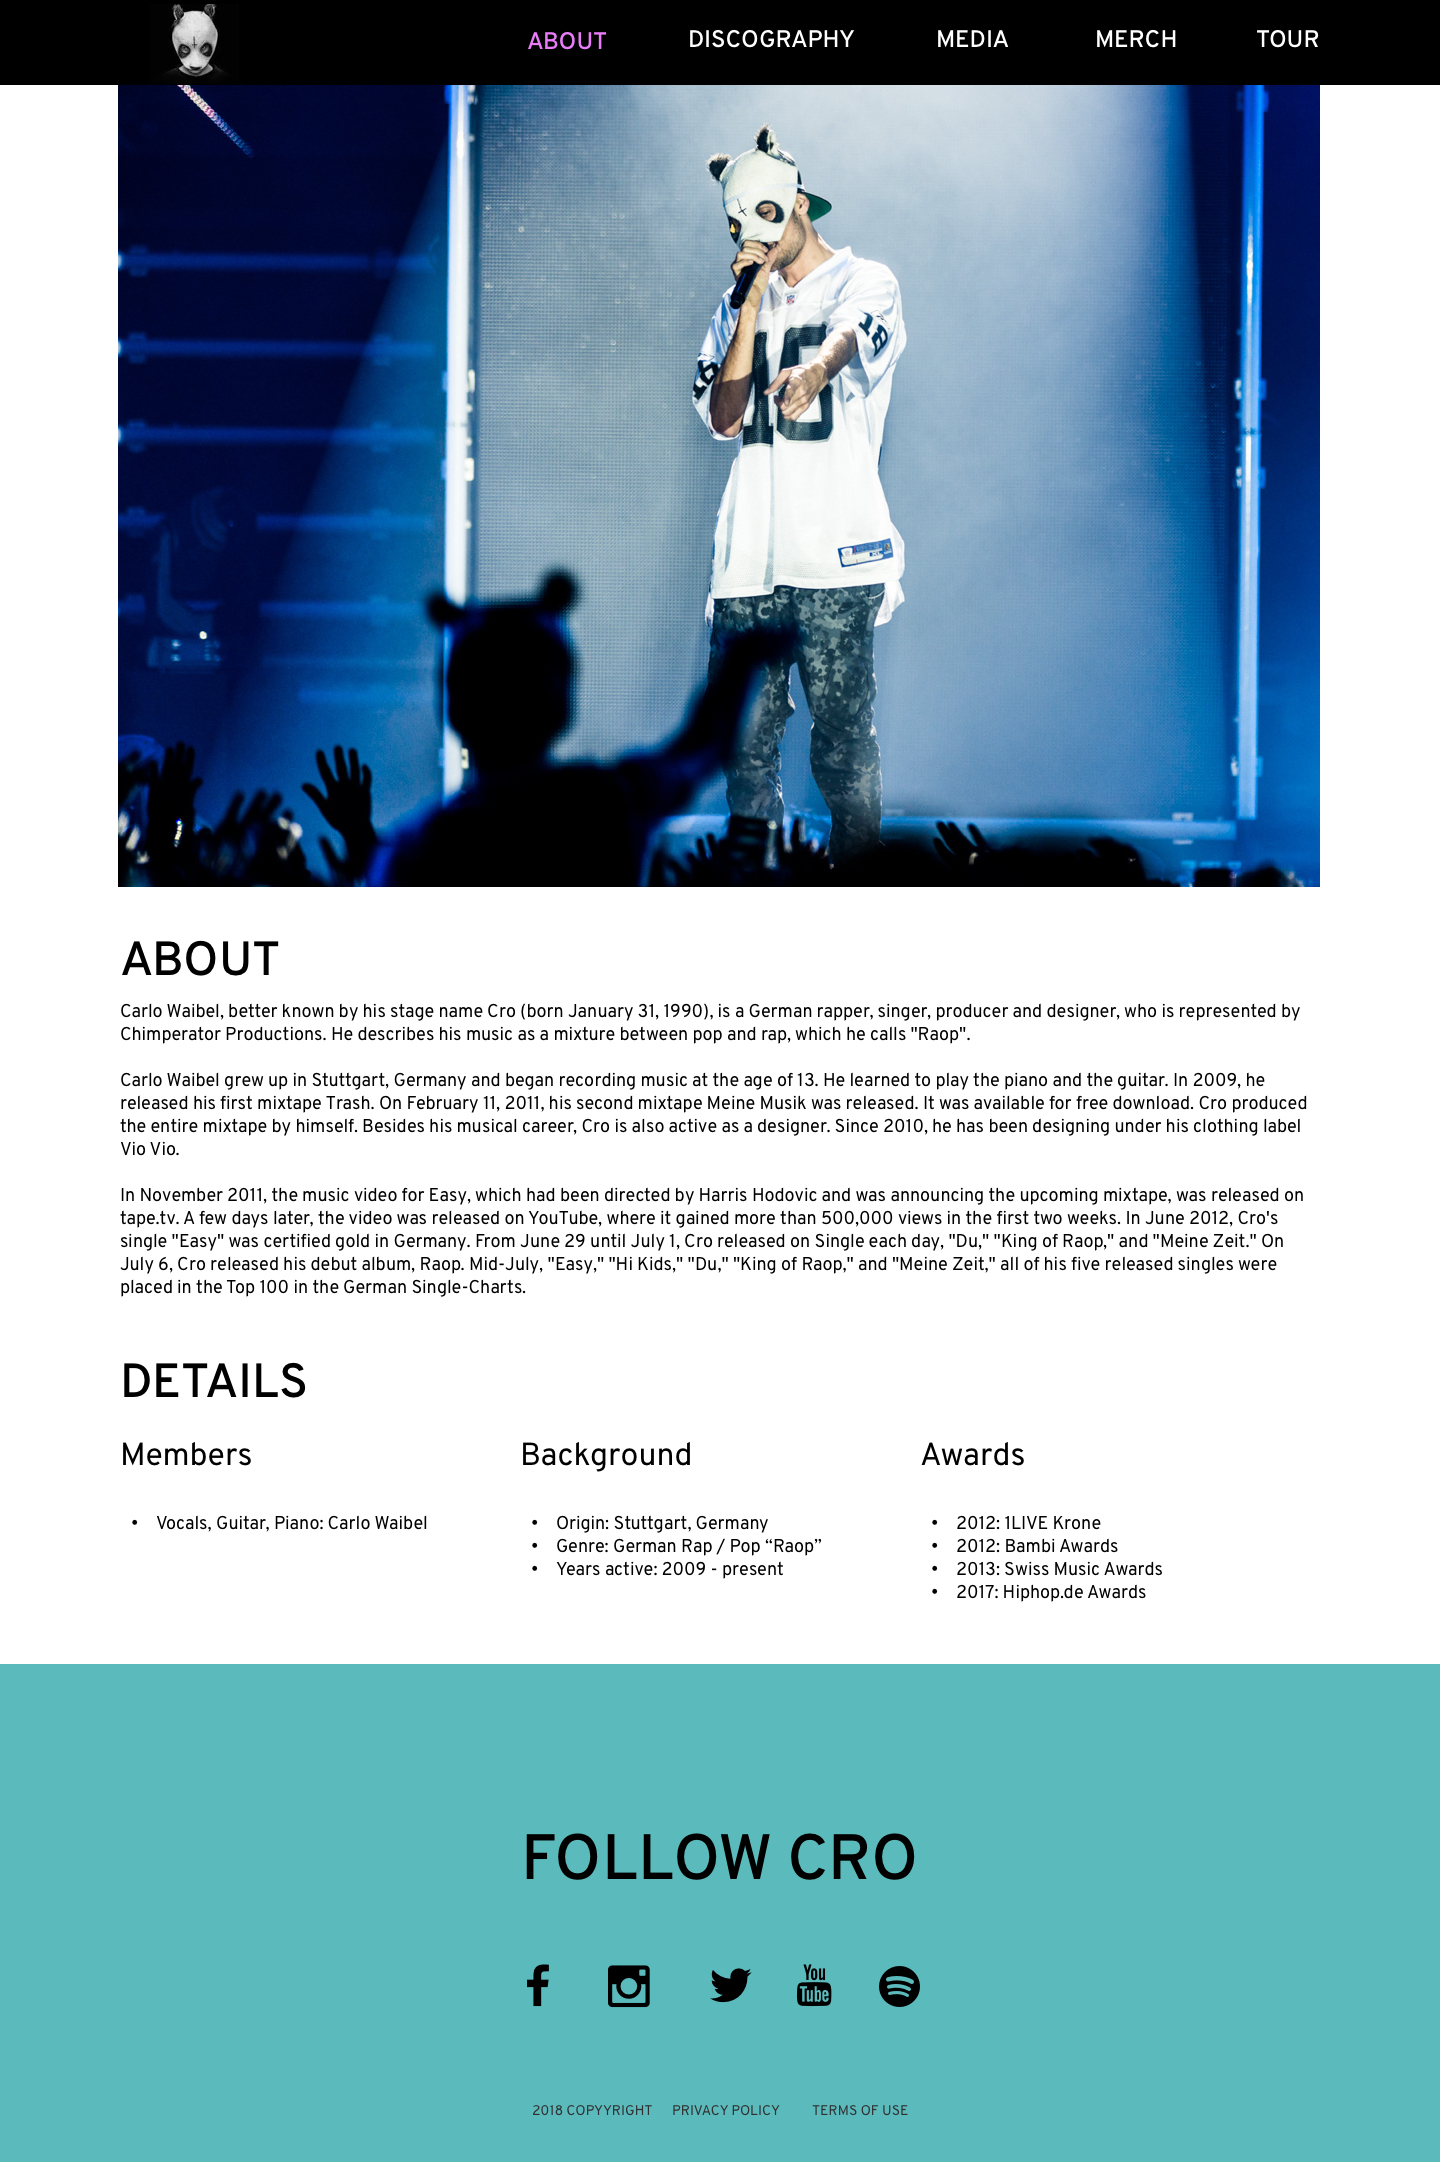 ABOUT DISCOGRAPHY MEDIA MERCH TOUR
18
18
ABOUT
Carlo Waibel, better known by his stage name Cro (born January 31, 1990), is a German rapper, singer, producer and designer, who is represented by
Chimperator Productions. He describes his music as a mixture between pop and rap, which he calls "Raop".
Carlo Waibel grew up in Stuttgart, Germany and began recording music at the age of 13. He learned to play the piano and the guitar. In 2009, he
released his first mixtape Trash. On February 11, 2011, his second mixtape Meine Musik was released. It was available for free download. Cro produced
the entire mixtape by himself. Besides his musical career, Cro is also active as a designer. Since 2010, he has been designing under his clothing label
Vio Vio.
In November 2011, the music video for Easy, which had been directed by Harris Hodovic and was announcing the upcoming mixtape, was released on
tape.tv. A few days later, the video was released on YouTube, where it gained more than 500,000 views in the first two weeks. In June 2012, Cro's
single "Easy" was certified gold in Germany. From June 29 until July 1, Cro released on Single each day, "Du," "King of Raop," and "Meine Zeit." On
July 6, Cro released his debut album, Raop. Mid-July, "Easy," "Hi Kids," "Du," "King of Raop," and "Meine Zeit," all of his five released singles were
placed in the Top 100 in the German Single-Charts.
DETAILS
Members
• Vocals, Guitar, Piano: Carlo Waibel
Background
• Origin: Stuttgart, Germany
• Genre: German Rap / Pop “Raop”
• Years active: 2009 - present
Awards
• 2012: 1LIVE Krone
• 2012: Bambi Awards
• 2013: Swiss Music Awards
• 2017: Hiphop.de Awards
FOLLOW CRO
You
Tube
2018 COPYYRIGHT PRIVACY POLICY TERMS OF USE